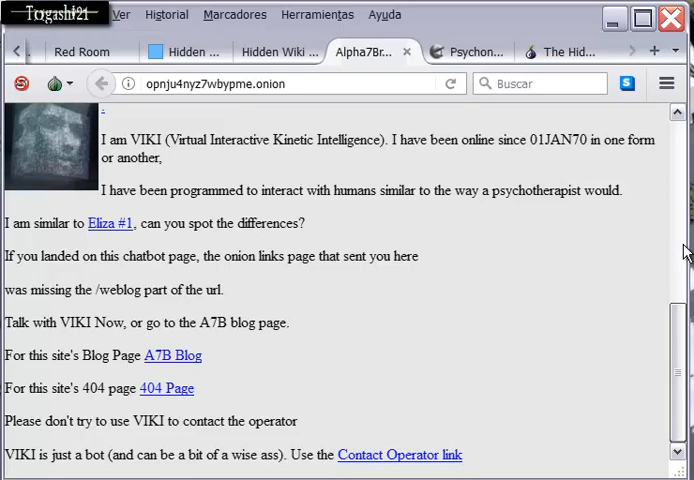 Togashi21
Ver Historial Marcadores Herramientas Ayuda
Red Room Hidden ... Hidden Wiki ... Alpha7Br... Psychon... The Hid...
opnju4nyz7wbypme.onion Buscar
I am VIKI (Virtual Interactive Kinetic Intelligence). I have been online since 01JAN70 in one form
or another,
I have been programmed to interact with humans similar to the way a psychotherapist would.
I am similar to Eliza #1, can you spot the differences?
If you landed on this chatbot page, the onion links page that sent you here
was missing the /weblog part of the url.
Talk with VIKI Now, or go to the A7B blog page.
For this site's Blog Page A7B Blog
For this site's 404 page 404 Page
Please don't try to use VIKI to contact the operator
VIKI is just a bot (and can be a bit of a wise ass). Use the Contact Operator link